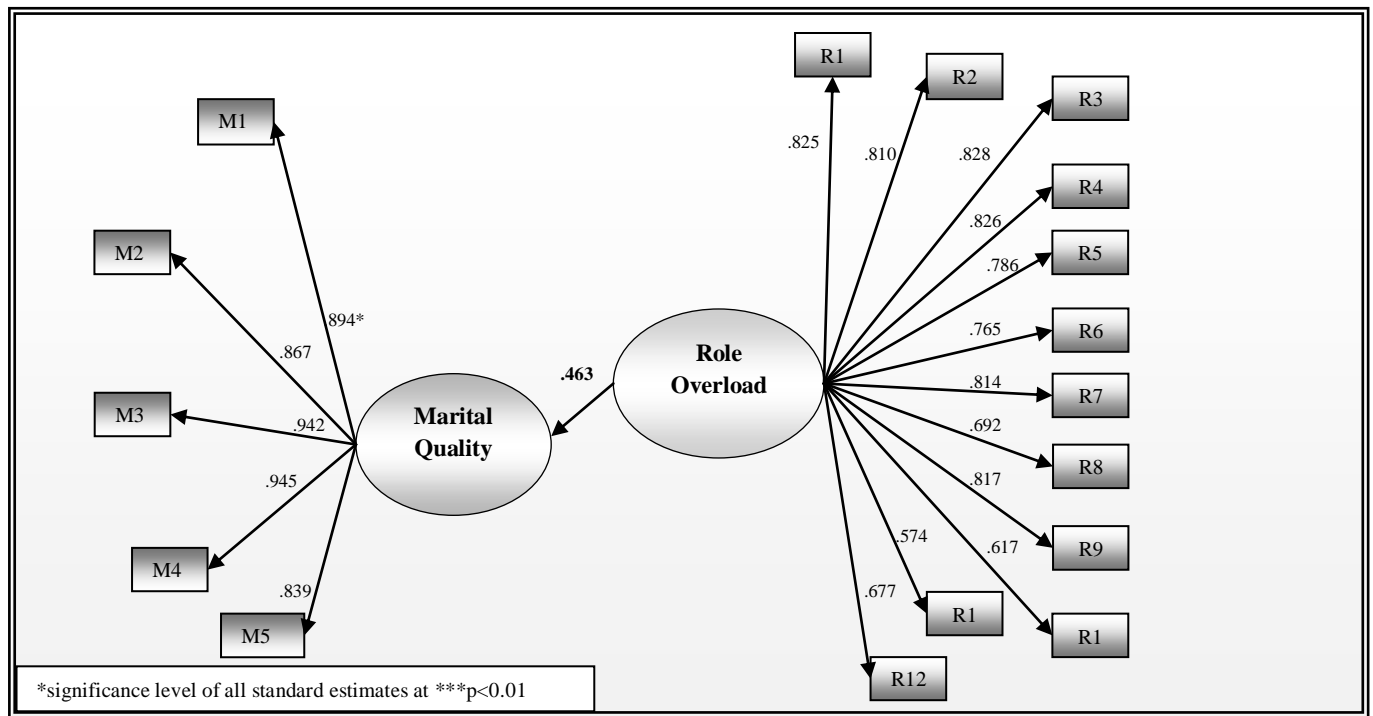 R1
R2
R3
M1
.825
.810
.828
R4
.826
R5
M2
.786
894*
R6
.765
Role
Overload
.867
.463
.814
R7
M3
Marital
Quality
.942
.692
R8
.945
.817
.574
.617
R9
M4
.839
.677
R1
M5
R1
R12
*significance level of all standard estimates at ***p<0.01